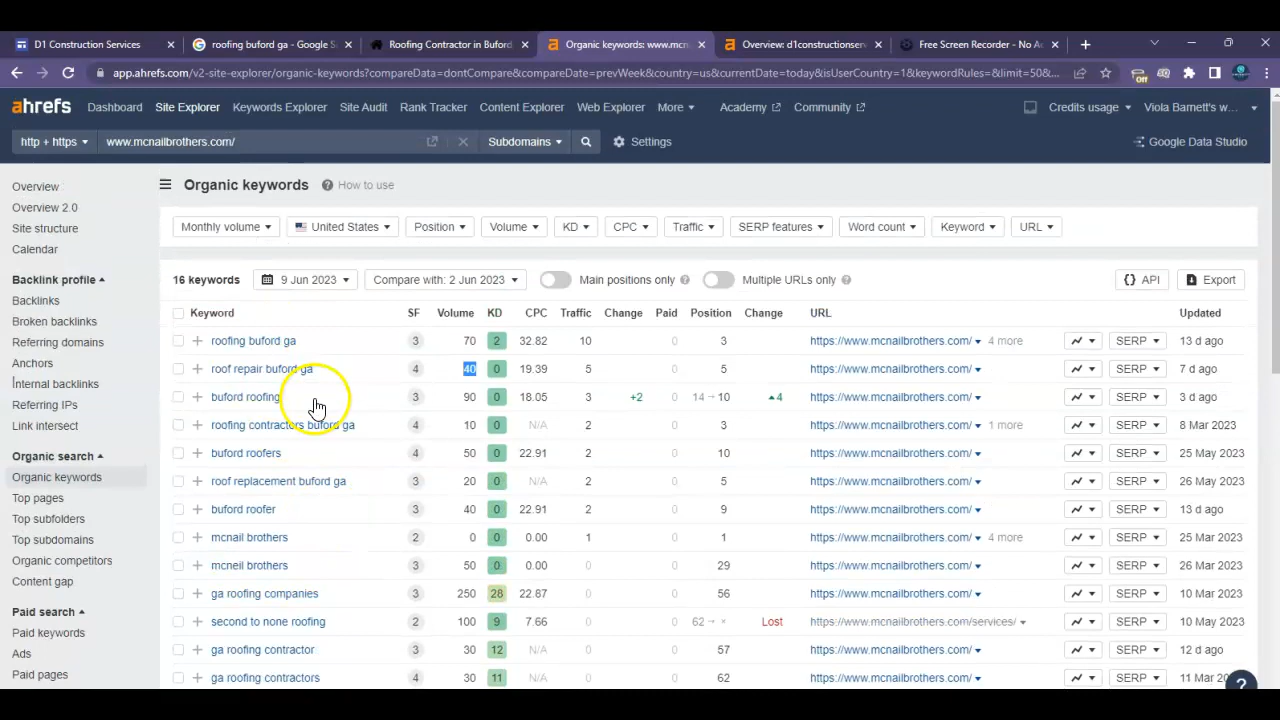 D1 Construction Services
roofing buford ga - Google S
Roofing Contractor in Buford,
Organic keywords: www.mcn
Overview: d1constructionser
Free Screen Recorder - No Ac
app.ahrefs.com/v2-site-explorer/organic-keywords?compareData=dontCompare&compareDate=prevWeek&country=us&currentDate=today&isUserCountry=1&keywordRules=&limit=50&...
Off
ahrefs Dashboard Site Explorer Keywords Explorer Site Audit Rank Tracker Content Explorer Web Explorer More Academy Community Credits usage Viola Barnett's w...
http + https www.mcnailbrothers.com/ Subdomains Settings Google Data Studio
Overview
Overview 2.0
Site structure
Calendar
Backlink profile
Backlinks
Broken backlinks
Referring domains
Anchors
Internal backlinks
Referring IPs
Link intersect
Organic search
Organic keywords
Top pages
Top subfolders
Top subdomains
Organic competitors
Content gap
Paid search
Paid keywords
Ads
Paid pages
Organic keywords ? How to use
Monthly volume United States Position Volume KD CPC Traffic SERP features Word count Keyword URL
16 keywords 9 Jun 2023 Compare with: 2 Jun 2023 Main positions only ? Multiple URLs only ? {} API Export
Keyword SF Volume KD CPC Traffic Change Paid Position Change URL Updated
roofing buford ga 3 70 2 32.82 10 0 3 https://www.mcnailbrothers.com/ 4 more SERP 13 d ago
roof repair buford ga 4 40 0 19.39 5 0 5 https://www.mcnailbrothers.com/ SERP 7 d ago
buford roofing 3 90 0 18.05 3 +2 0 14 → 10 4 https://www.mcnailbrothers.com/ SERP 3 d ago
roofing contractors buford ga 4 10 0 N/A 2 0 3 https://www.mcnailbrothers.com/ 1 more SERP 8 Mar 2023
buford roofers 4 50 0 22.91 2 0 10 https://www.mcnailbrothers.com/ SERP 25 May 2023
roof replacement buford ga 3 20 0 N/A 2 0 5 https://www.mcnailbrothers.com/ SERP 26 May 2023
buford roofer 3 40 0 22.91 2 0 9 https://www.mcnailbrothers.com/ SERP 13 d ago
mcnail brothers 2 0 0 0.00 1 0 1 https://www.mcnailbrothers.com/ 4 more SERP 25 Mar 2023
mcneil brothers 3 50 0 0.00 0 29 https://www.mcnailbrothers.com/ SERP 26 Mar 2023
ga roofing companies 3 250 28 22.87 0 56 https://www.mcnailbrothers.com/ SERP 10 Mar 2023
second to none roofing 2 100 9 7.66 0 62 → × Lost https://www.mcnailbrothers.com/services/ SERP 10 May 2023
ga roofing contractor 3 30 12 N/A 0 57 https://www.mcnailbrothers.com/ SERP 12 d ago
ga roofing contractors 4 30 11 N/A 0 62 https://www.mcnailbrothers.com/ SERP 11 Mar
?